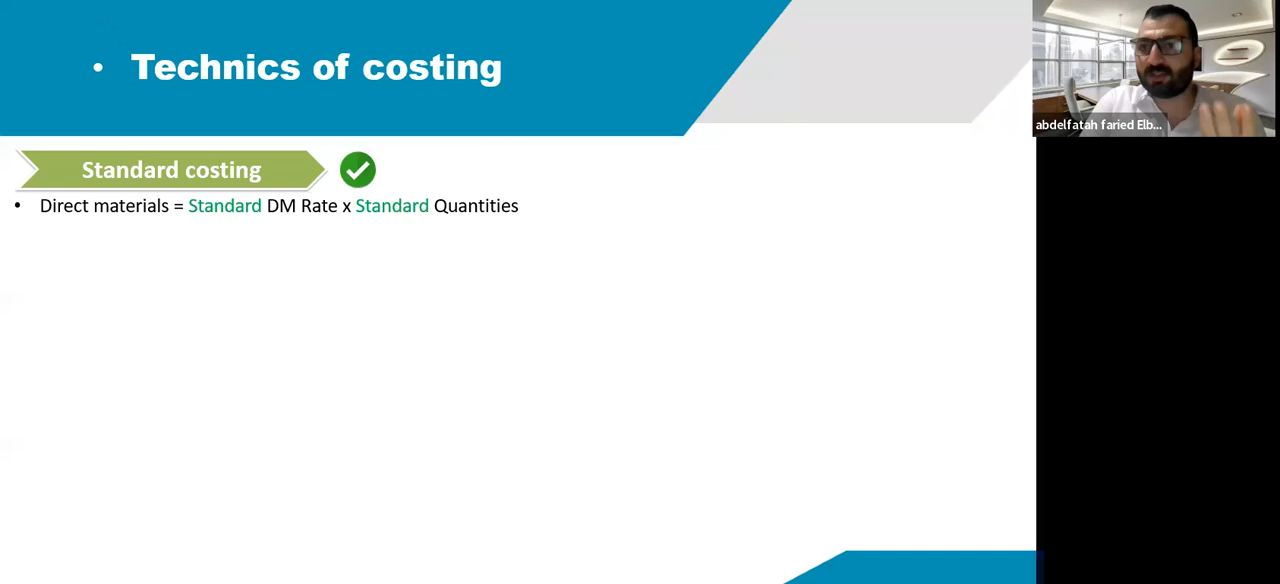 • Technics of costing
abdelfatah faried Elb...
Standard costing
• Direct materials = Standard DM Rate x Standard Quantities